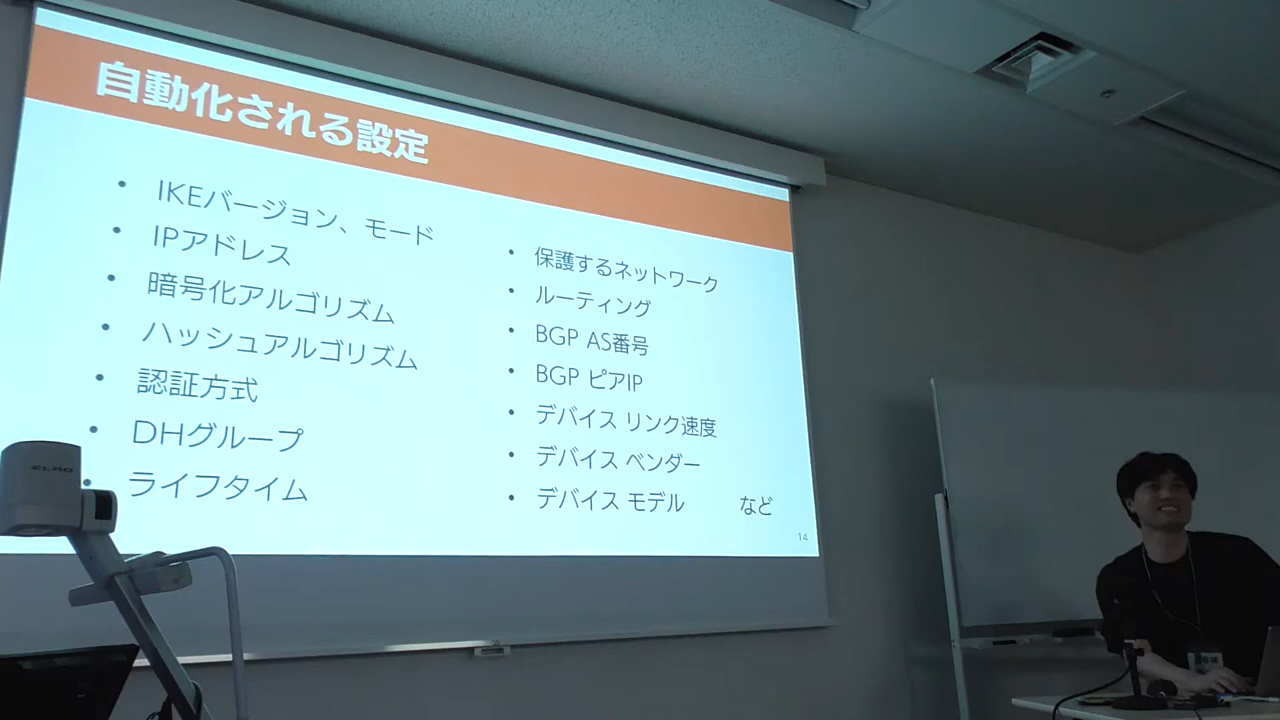 自動化される設定
• IKEバージョン、モード
• IPアドレス
• 暗号化アルゴリズム
• ハッシュアルゴリズム
• 認証方式
• DHグループ
• ライフタイム
• 保護するネットワーク
• ルーティング
• BGP AS番号
• BGP ピアIP
• デバイス リンク速度
• デバイス ベンダー
• デバイス モデル など
14
ELMO